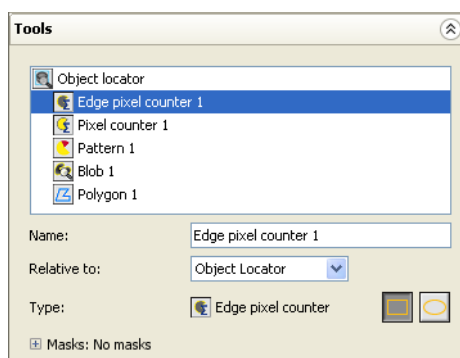 Tools
Object locator
Edge pixel counter 1
Pixel counter 1
Pattern 1
Blob 1
Polygon 1
Name: Edge pixel counter 1
Relative to: Object Locator
Type: Edge pixel counter
Masks: No masks